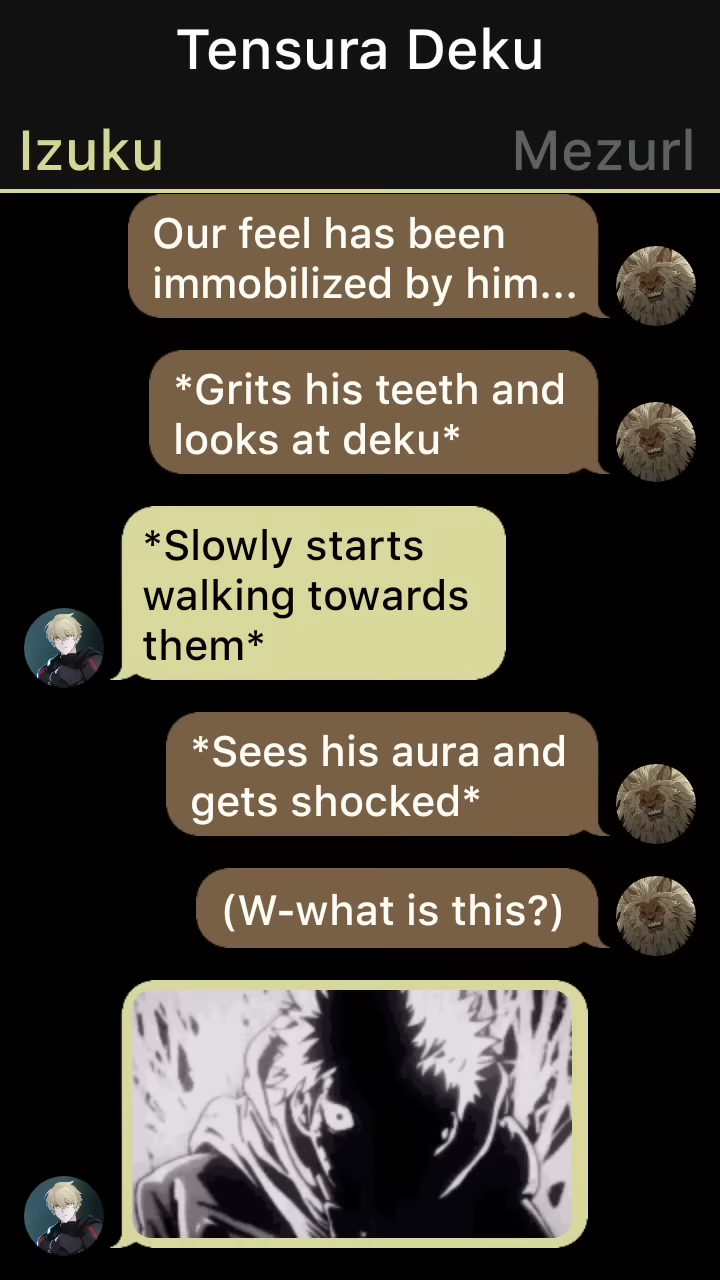 Tensura Deku
Izuku
Mezurl
Our feel has been
immobilized by him...
*Grits his teeth and
looks at deku*
*Slowly starts
walking towards
them*
*Sees his aura and
gets shocked*
(W-what is this?)